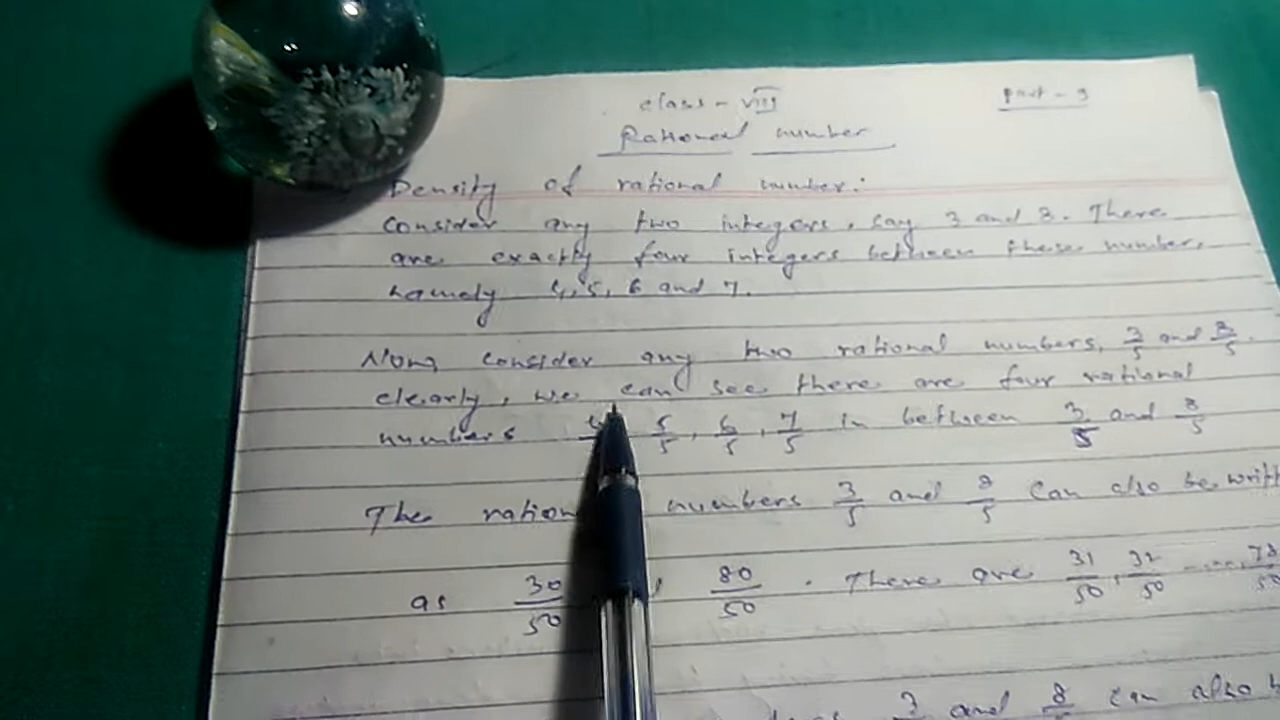 class - VIII
Part - 3
Rational number
Density of rational number:
Consider any two integers, say 3 and 8. There
are exactly four integers between these number,
namely 4, 5, 6 and 7.
Now, consider any two rational numbers, 3/5 and 8/5.
clearly, we can see there are four rational
numbers 5/5, 6/5, 7/5 in between 3/5 and 8/5
The numbers 3/5 and 8/5 can also be
as 30/50 80/50. There are 31/50, 32/50 ---
3 and 8 can also